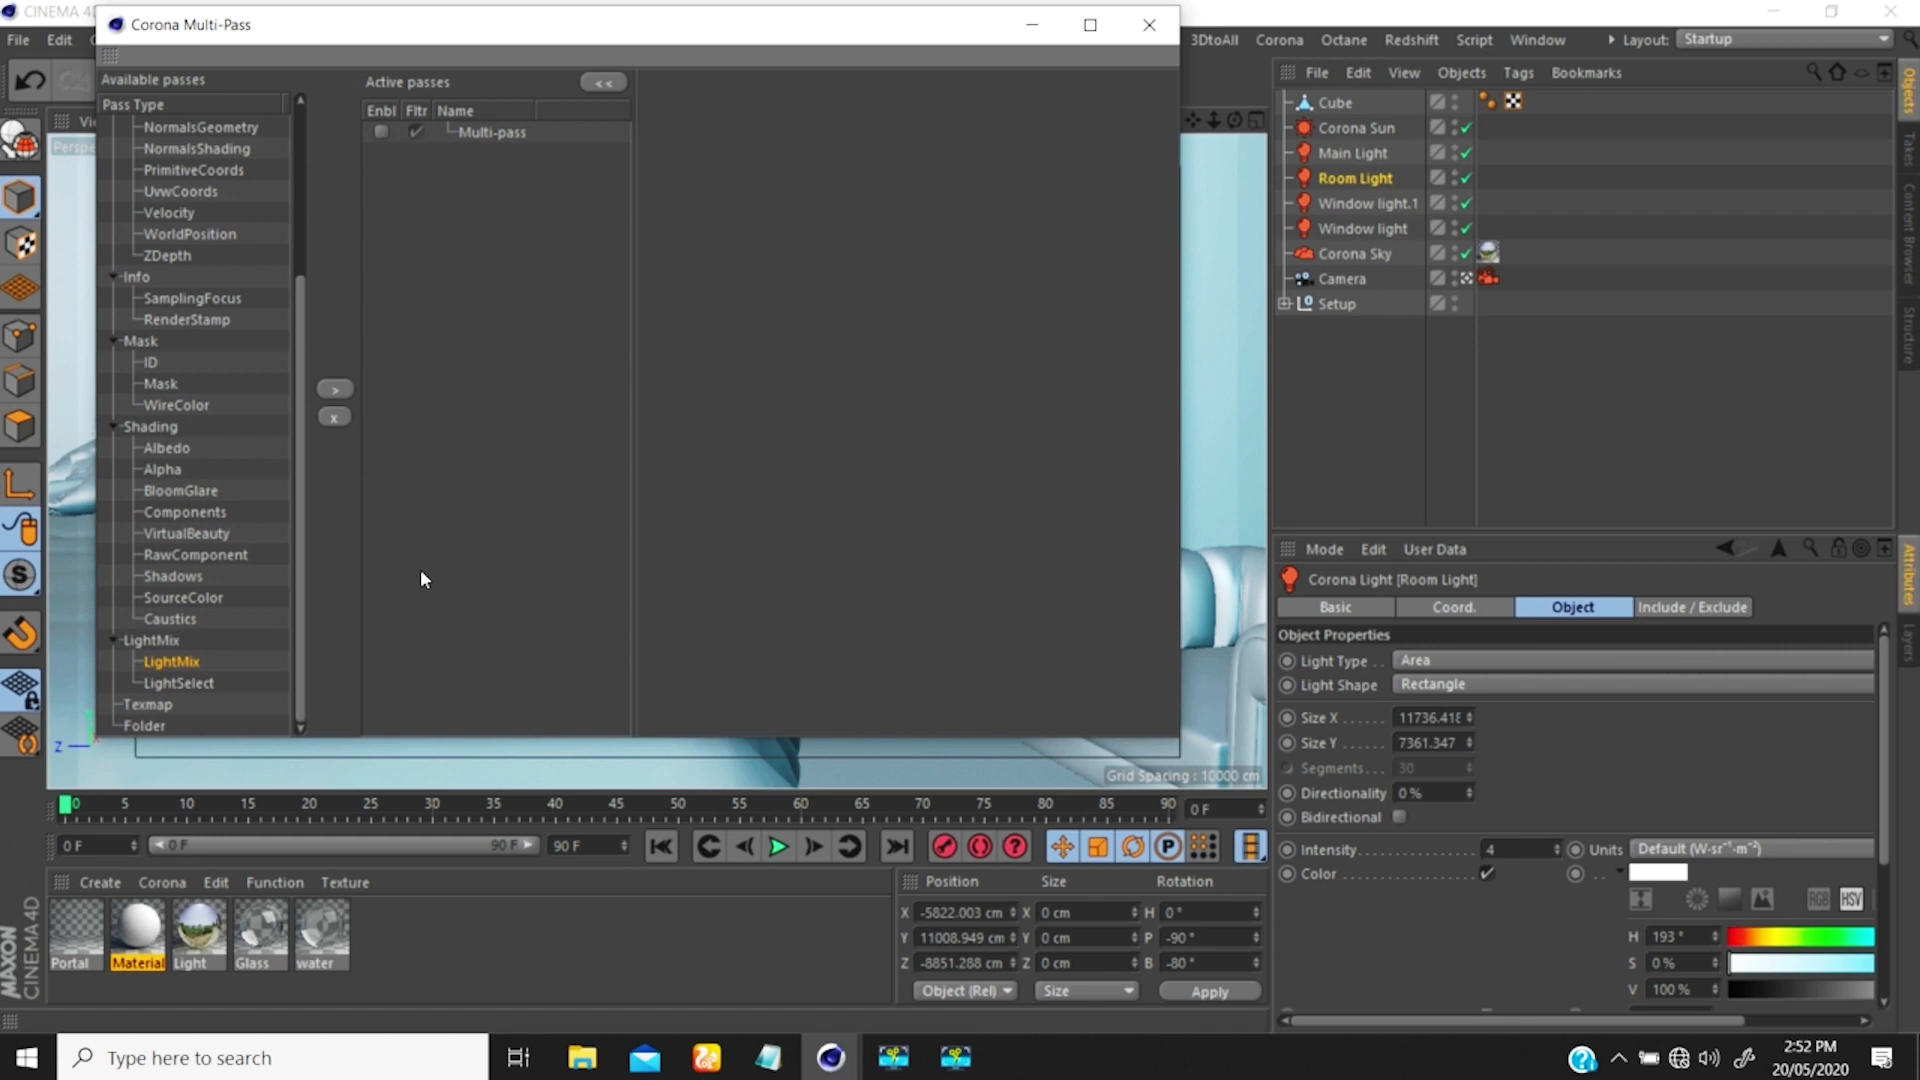 CINEMA 4D
Corona Multi-Pass
File Edit
3DtoAll Corona Octane Redshift Script Window Layout: Startup
Available passes
Pass Type
NormalsGeometry
NormalsShading
PrimitiveCoords
UvwCoords
Velocity
WorldPosition
ZDepth
Info
SamplingFocus
RenderStamp
Mask
ID
Mask
WireColor
Shading
Albedo
Alpha
BloomGlare
Components
VirtualBeauty
RawComponent
Shadows
SourceColor
Caustics
LightMix
LightMix
LightSelect
Texmap
Folder
>
x
Active passes <<
Enbl Fltr Name
Multi-pass
File Edit View Objects Tags Bookmarks
Cube
Corona Sun
Main Light
Room Light
Window light.1
Window light
Corona Sky
Camera
Setup
Objects
Takes
Content Browser
Structure
Mode Edit User Data
Corona Light [Room Light]
Basic Coord. Object Include / Exclude
Object Properties
Light Type . . Area
Light Shape Rectangle
Size X . . . . . . 11736.418
Size Y . . . . . . 7361.347
Segments. . . 30
Directionality 0 %
Bidirectional
Intensity. . . . . . . . . . . . . . 4 Units Default (W·sr⁻¹·m⁻²)
Color . . . . . . . . . . . . . . . . . .
RGB HSV
H 193 °
S 0 %
V 100 %
Attributes
Layers
Z
Grid Spacing : 10000 cm
0 5 10 15 20 25 30 35 40 45 50 55 60 65 70 75 80 85 90 0 F
0 F 0 F 90 F 90 F
Create Corona Edit Function Texture
Portal Material Light Glass water
MAXON
CINEMA 4D
Position Size Rotation
X -5822.003 cm X 0 cm H 0 °
Y 11008.949 cm Y 0 cm P -90 °
Z -8851.288 cm Z 0 cm B -80 °
Object (Rel) Size Apply
Type here to search
2:52 PM
20/05/2020